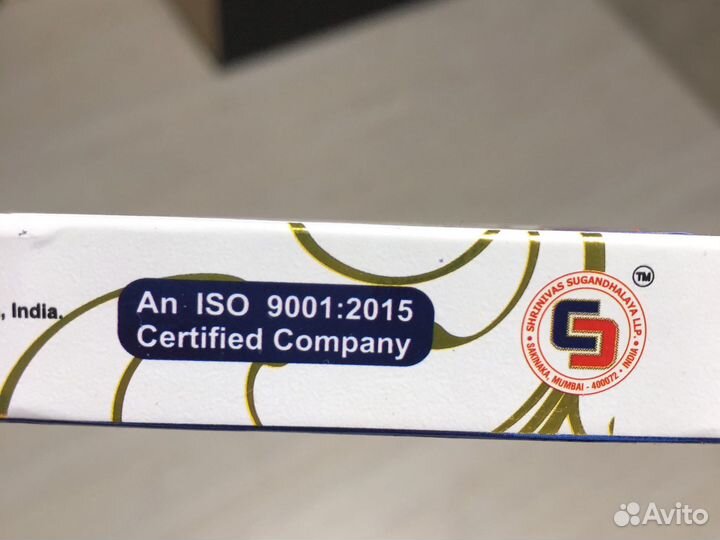 , India.
An ISO 9001:2015
Certified Company
SHRINIVAS SUGANDHALAYA LLP
• SAKINAKA, MUMBAI - 400072 • INDIA •
TM
Avito